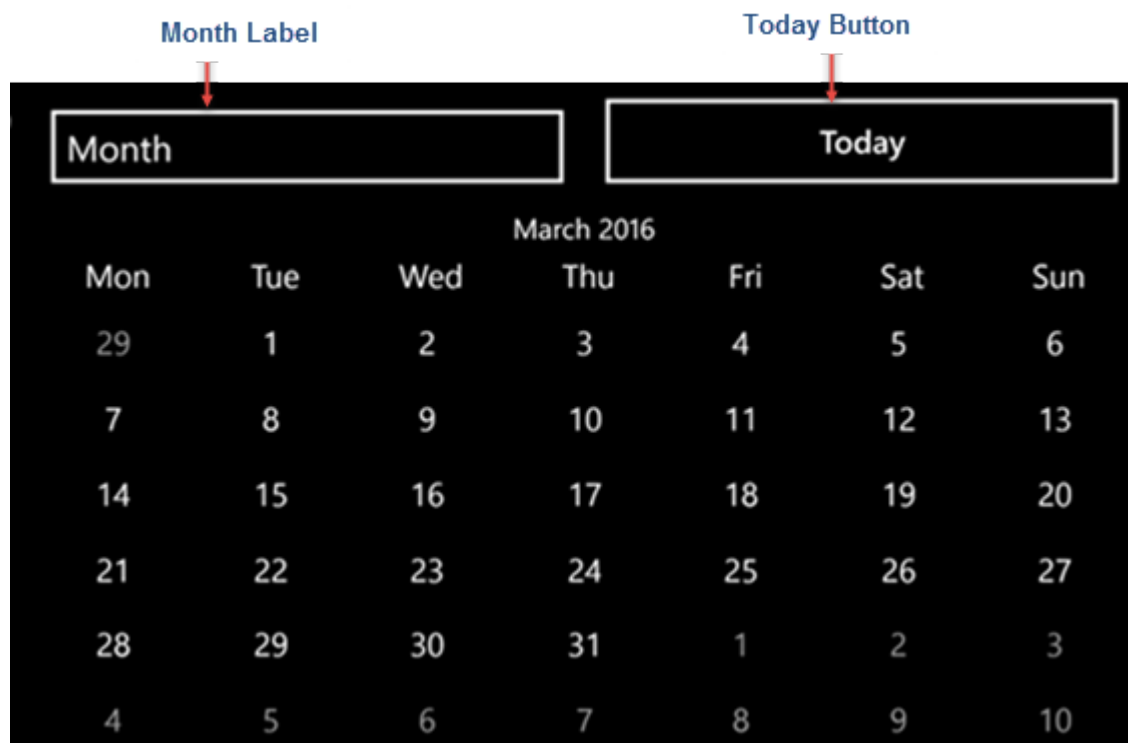 Month Label Today Button
Month Today
March 2016
Mon Tue Wed Thu Fri Sat Sun
29 1 2 3 4 5 6
7 8 9 10 11 12 13
14 15 16 17 18 19 20
21 22 23 24 25 26 27
28 29 30 31 1 2 3
4 5 6 7 8 9 10